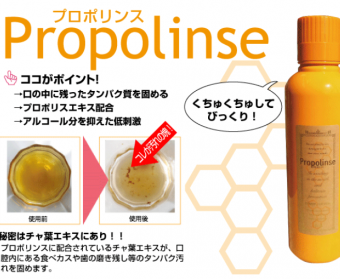 プロポリンス
Propolinse
ココがポイント!
→口の中に残ったタンパク質を固める
→プロポリスエキス配合
→アルコール分を抑えた低刺激
くちゅくちゅして
びっくり！
コレが汚れの塊!
使用前
使用後
Propolinse
秘密はチャ葉エキスにあり！！
プロポリンスに配合されているチャ葉エキスが、口
腔内にある食べカスや歯の磨き残し等のタンパク汚
れを固めます。